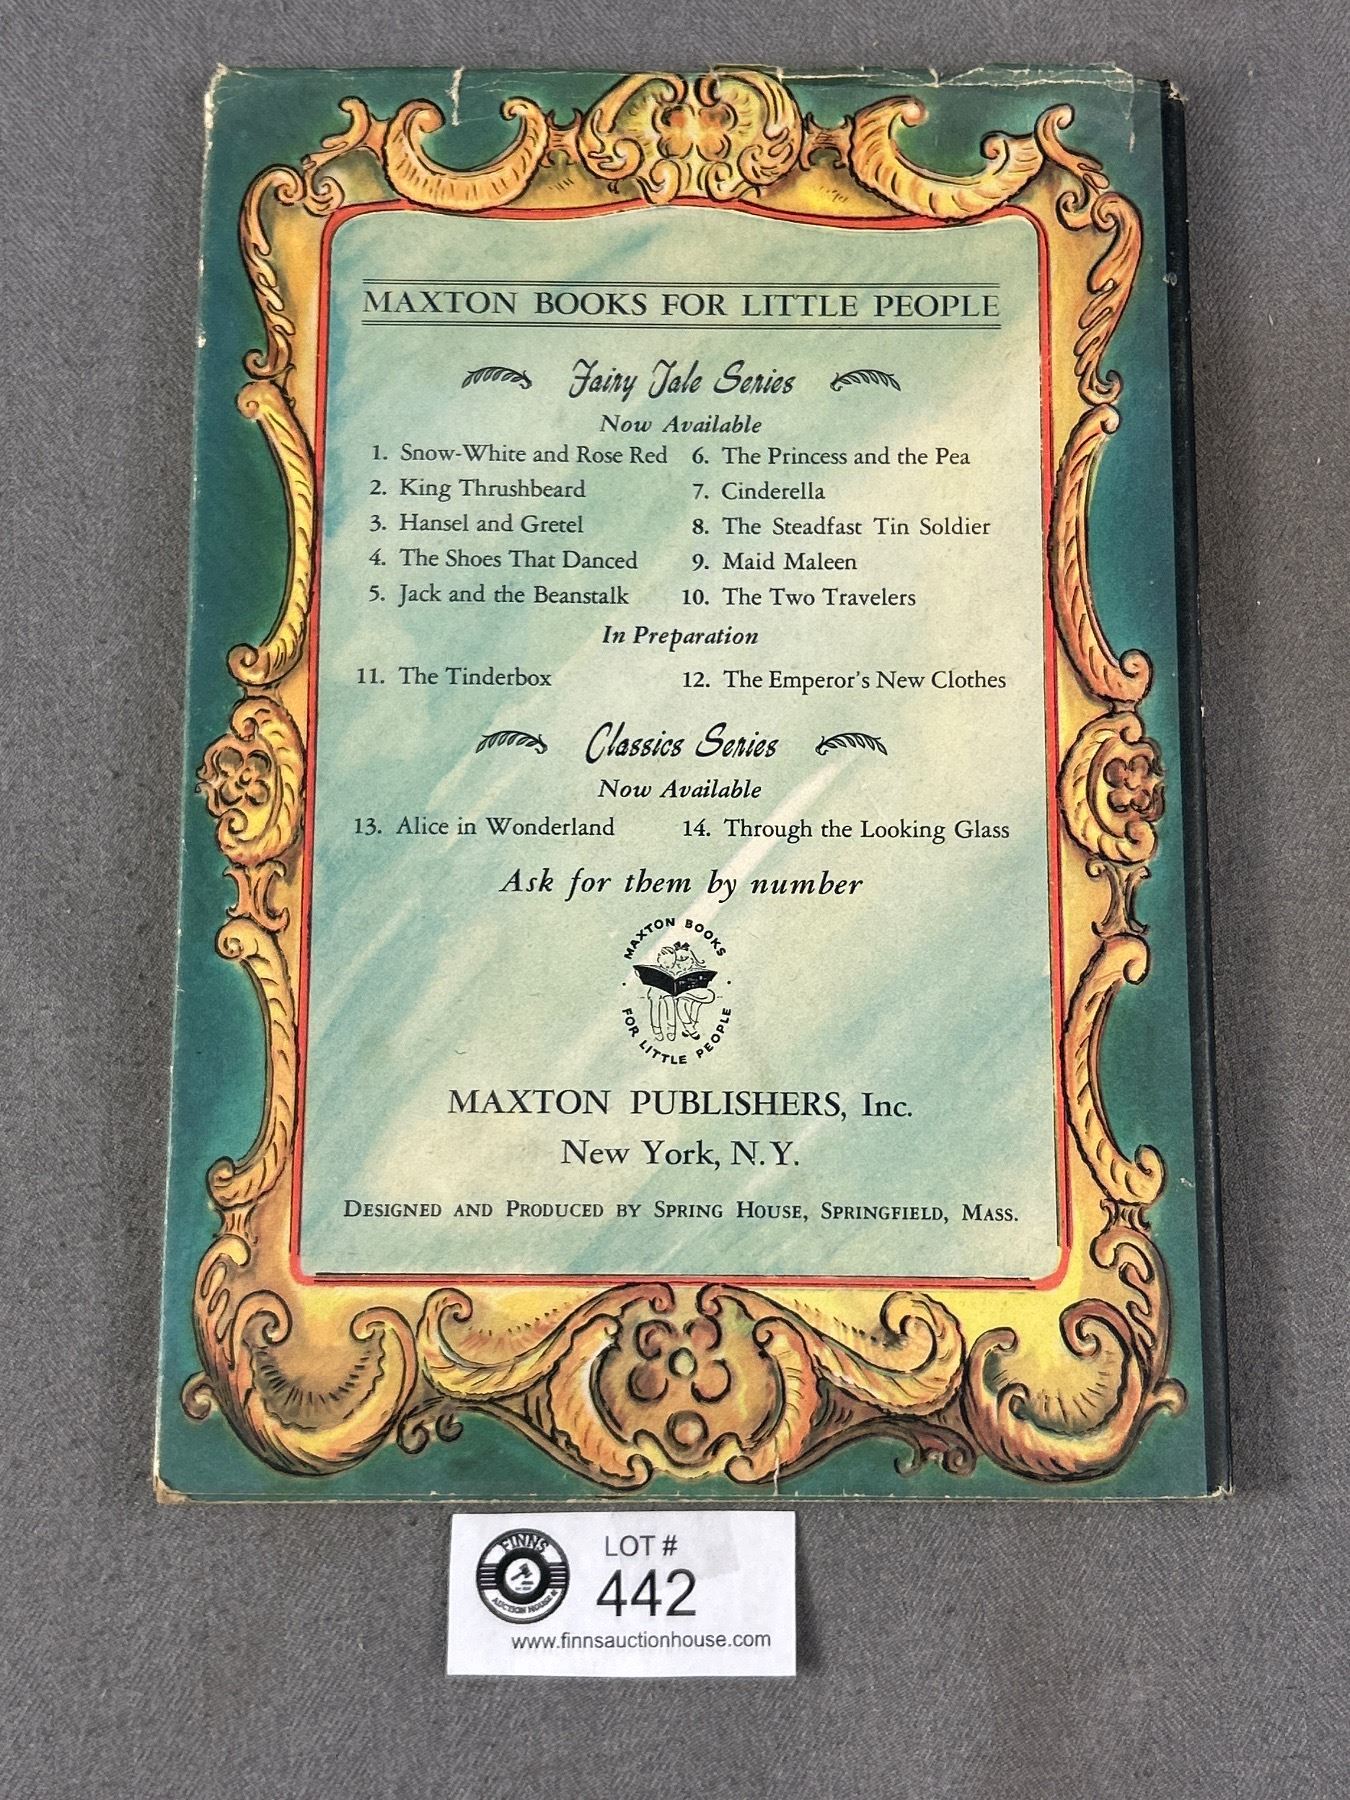 MAXTON BOOKS FOR LITTLE PEOPLE
Fairy Tale Series
Now Available
1. Snow-White and Rose Red 6. The Princess and the Pea
2. King Thrushbeard 7. Cinderella
3. Hansel and Gretel 8. The Steadfast Tin Soldier
4. The Shoes That Danced 9. Maid Maleen
5. Jack and the Beanstalk 10. The Two Travelers
In Preparation
11. The Tinderbox 12. The Emperor's New Clothes
Classics Series
Now Available
13. Alice in Wonderland 14. Through the Looking Glass
Ask for them by number
MAXTON BOOKS
FOR LITTLE PEOPLE
MAXTON PUBLISHERS, Inc.
New York, N.Y.
DESIGNED AND PRODUCED BY SPRING HOUSE, SPRINGFIELD, MASS.
FINNS
AUCTION HOUSE
LOT #
442
www.finnsauctionhouse.com